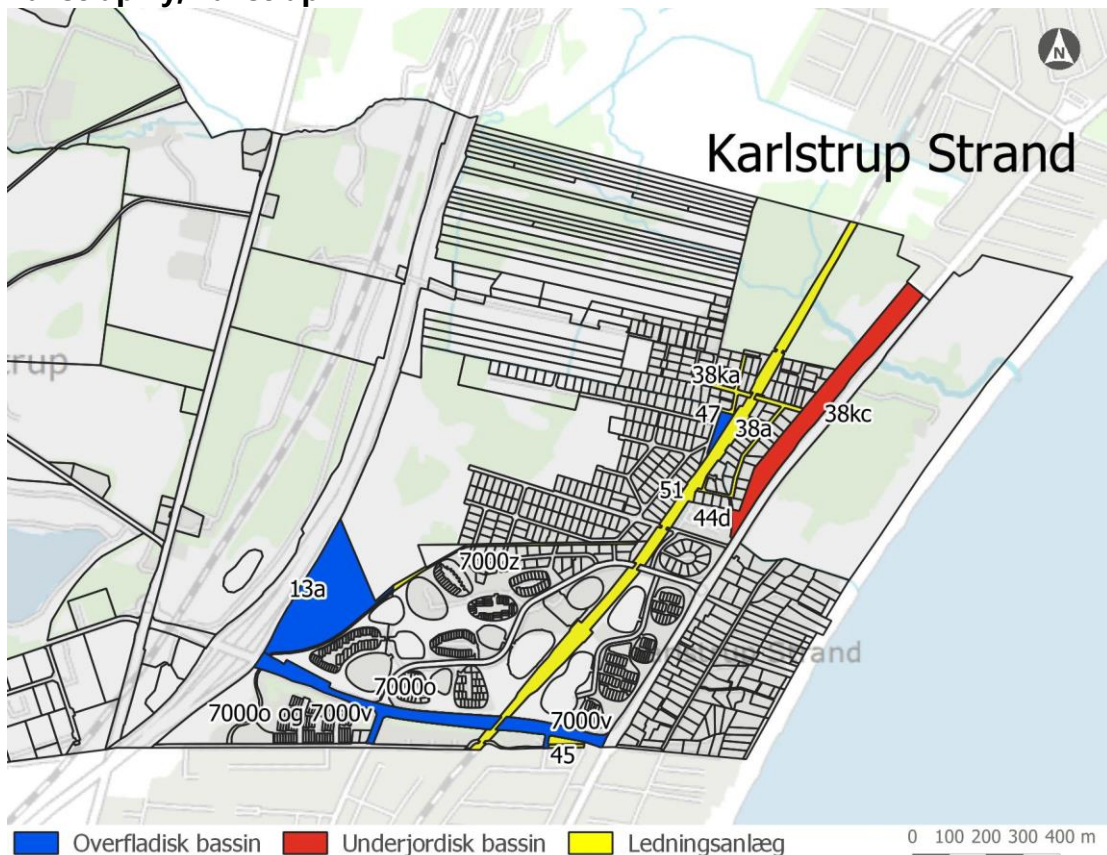 N
Karlstrup Strand
38ka
47
38a
38kc
51
44d
7000z
13a
7000o
7000o og 7000v
7000v
45
Overfladisk bassin
Underjordisk bassin
Ledningsanlæg
0 100 200 300 400 m